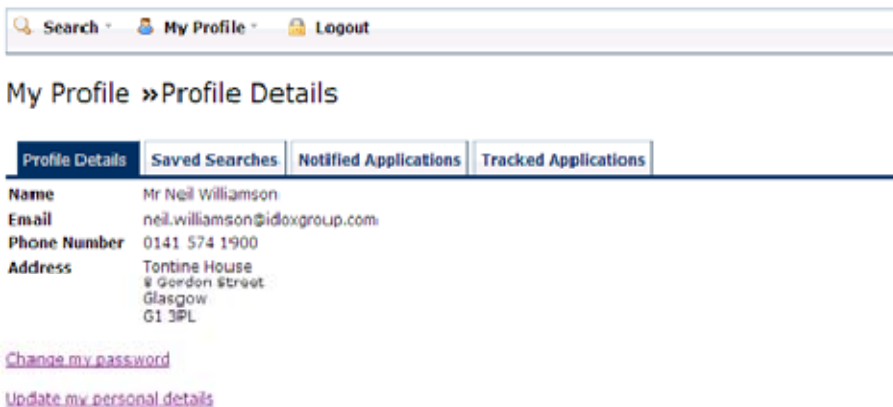 Search My Profile Logout
My Profile »Profile Details
Profile Details Saved Searches Notified Applications Tracked Applications
Name Mr Neil Williamson
Email neil.williamson@idoxgroup.com
Phone Number 0141 574 1900
Address Tontine House
8 Gordon Street
Glasgow
G1 3PL
Change my password
Update my personal details